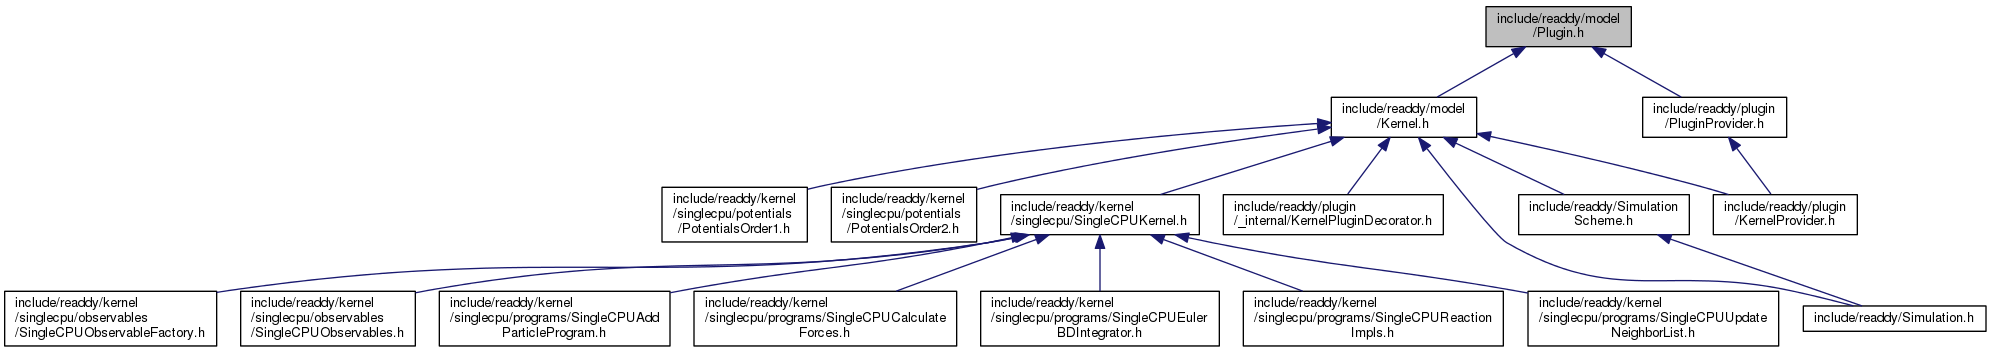 include/readdy/model
/Plugin.h
include/readdy/model
/Kernel.h
include/readdy/plugin
/PluginProvider.h
include/readdy/kernel
/singlecpu/potentials
/PotentialsOrder1.h
include/readdy/kernel
/singlecpu/potentials
/PotentialsOrder2.h
include/readdy/kernel
/singlecpu/SingleCPUKernel.h
include/readdy/plugin
/_internal/KernelPluginDecorator.h
include/readdy/Simulation
Scheme.h
include/readdy/plugin
/KernelProvider.h
include/readdy/kernel
/singlecpu/observables
/SingleCPUObservableFactory.h
include/readdy/kernel
/singlecpu/observables
/SingleCPUObservables.h
include/readdy/kernel
/singlecpu/programs/SingleCPUAdd
ParticleProgram.h
include/readdy/kernel
/singlecpu/programs/SingleCPUCalculate
Forces.h
include/readdy/kernel
/singlecpu/programs/SingleCPUEuler
BDIntegrator.h
include/readdy/kernel
/singlecpu/programs/SingleCPUReaction
Impls.h
include/readdy/kernel
/singlecpu/programs/SingleCPUUpdate
NeighborList.h
include/readdy/Simulation.h